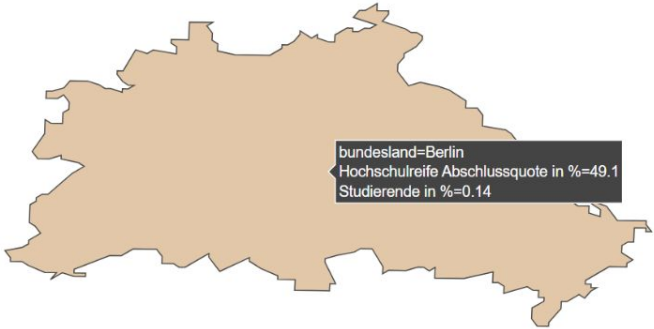 bundesland=Berlin
Hochschulreife Abschlussquote in %=49.1
Studierende in %=0.14